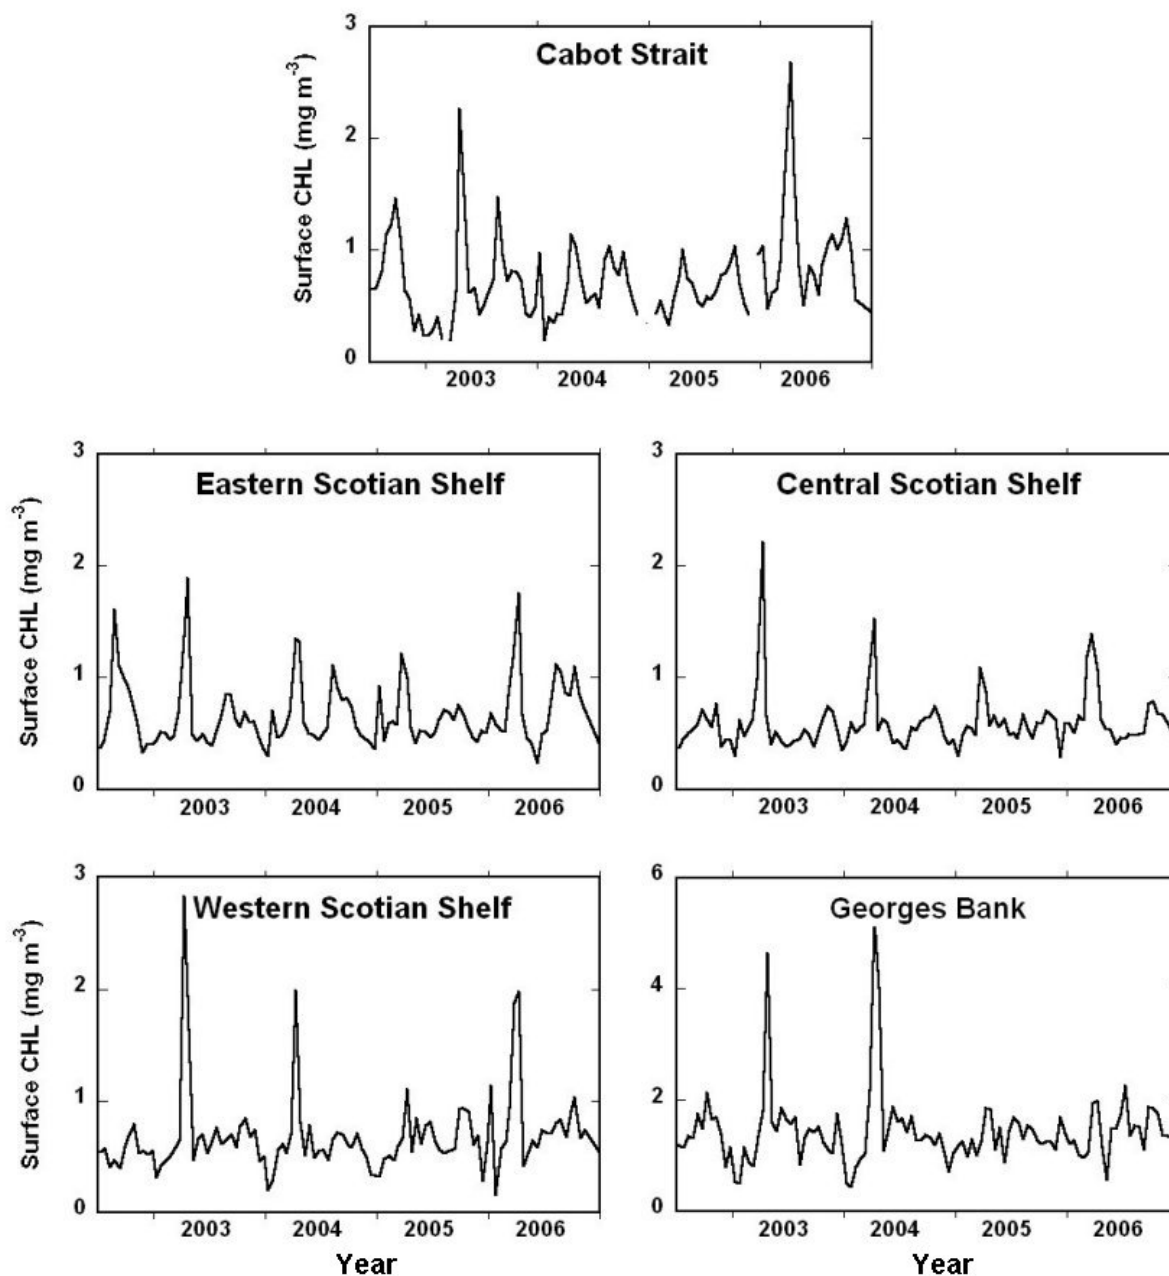 Cabot Strait
Surface CHL (mg m-3)
3
2
1
0
2003 2004 2005 2006
Eastern Scotian Shelf
Surface CHL (mg m-3)
3
2
1
0
2003 2004 2005 2006
Central Scotian Shelf
3
2
1
0
2003 2004 2005 2006
Western Scotian Shelf
Surface CHL (mg m-3)
3
2
1
0
2003 2004 2005 2006
Year
Georges Bank
6
4
2
0
2003 2004 2005 2006
Year